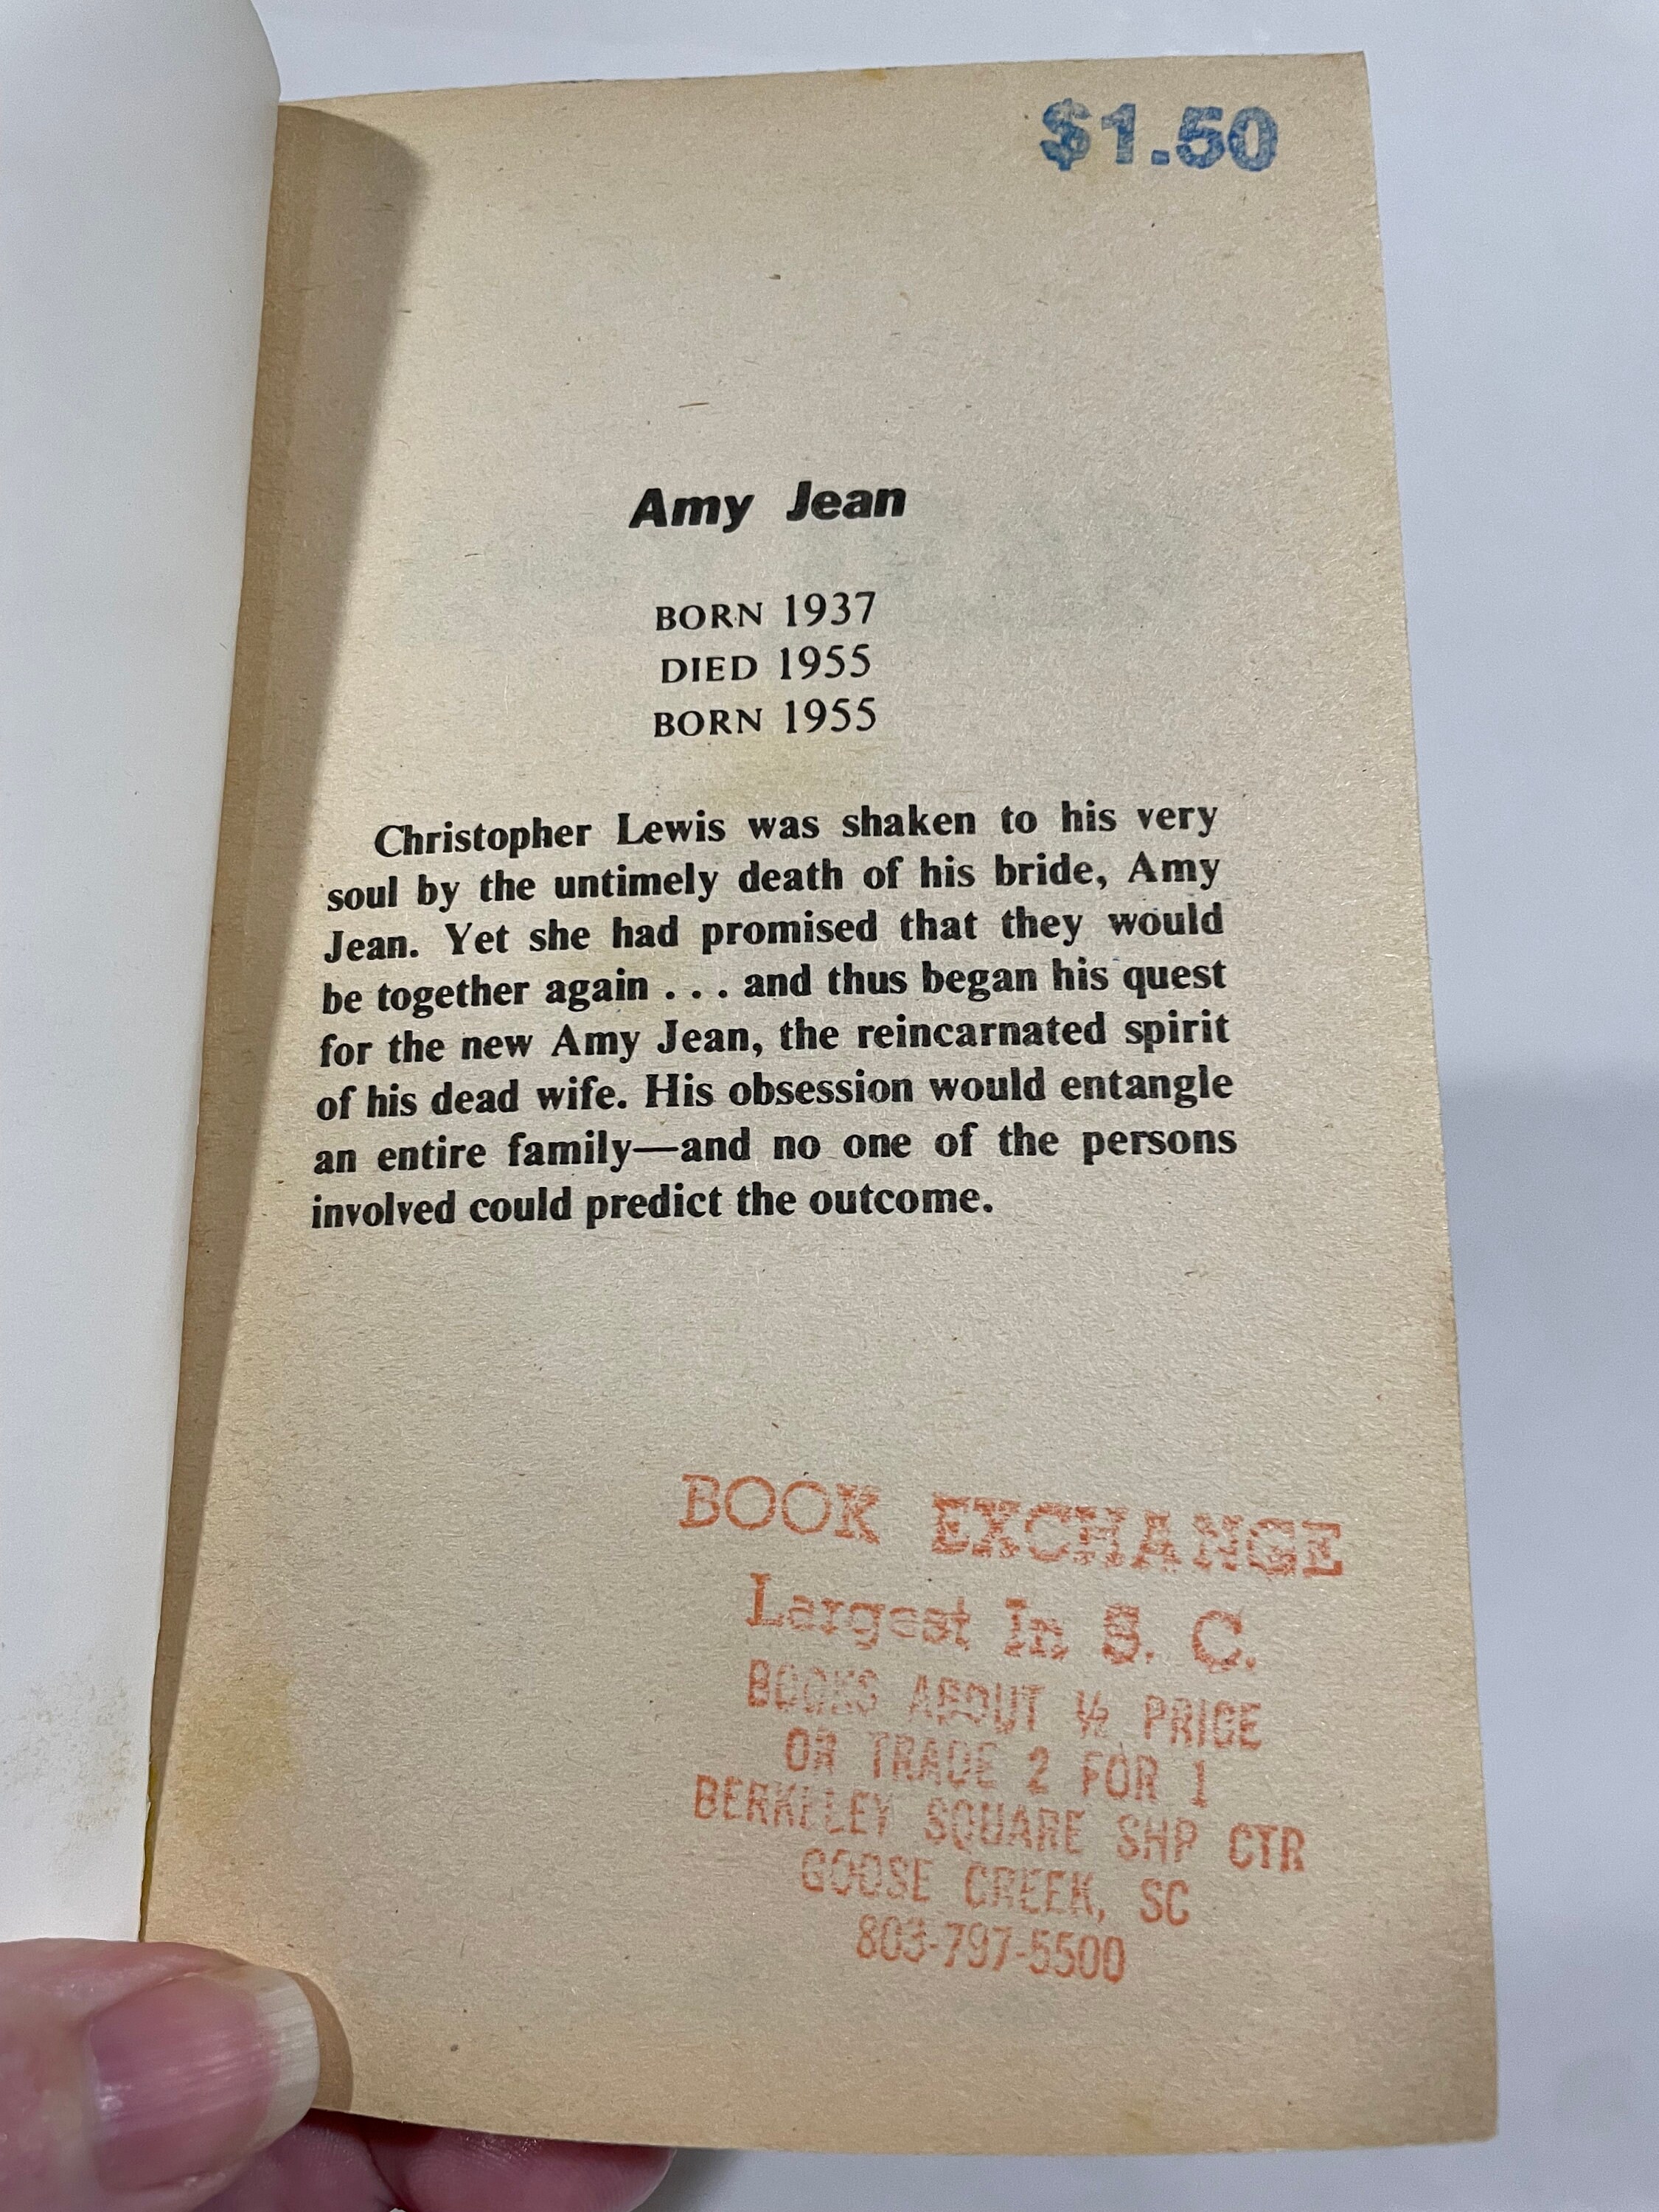 $1.50
Amy Jean
BORN 1937
DIED 1955
BORN 1955
Christopher Lewis was shaken to his very
soul by the untimely death of his bride, Amy
Jean. Yet she had promised that they would
be together again . . . and thus began his quest
for the new Amy Jean, the reincarnated spirit
of his dead wife. His obsession would entangle
an entire family—and no one of the persons
involved could predict the outcome.
BOOK EXCHANGE
Largest In S. C.
BOOKS ABOUT ½ PRICE
OR TRADE 2 FOR 1
BERKELEY SQUARE SHP CTR
GOOSE CREEK, SC
803-797-5500